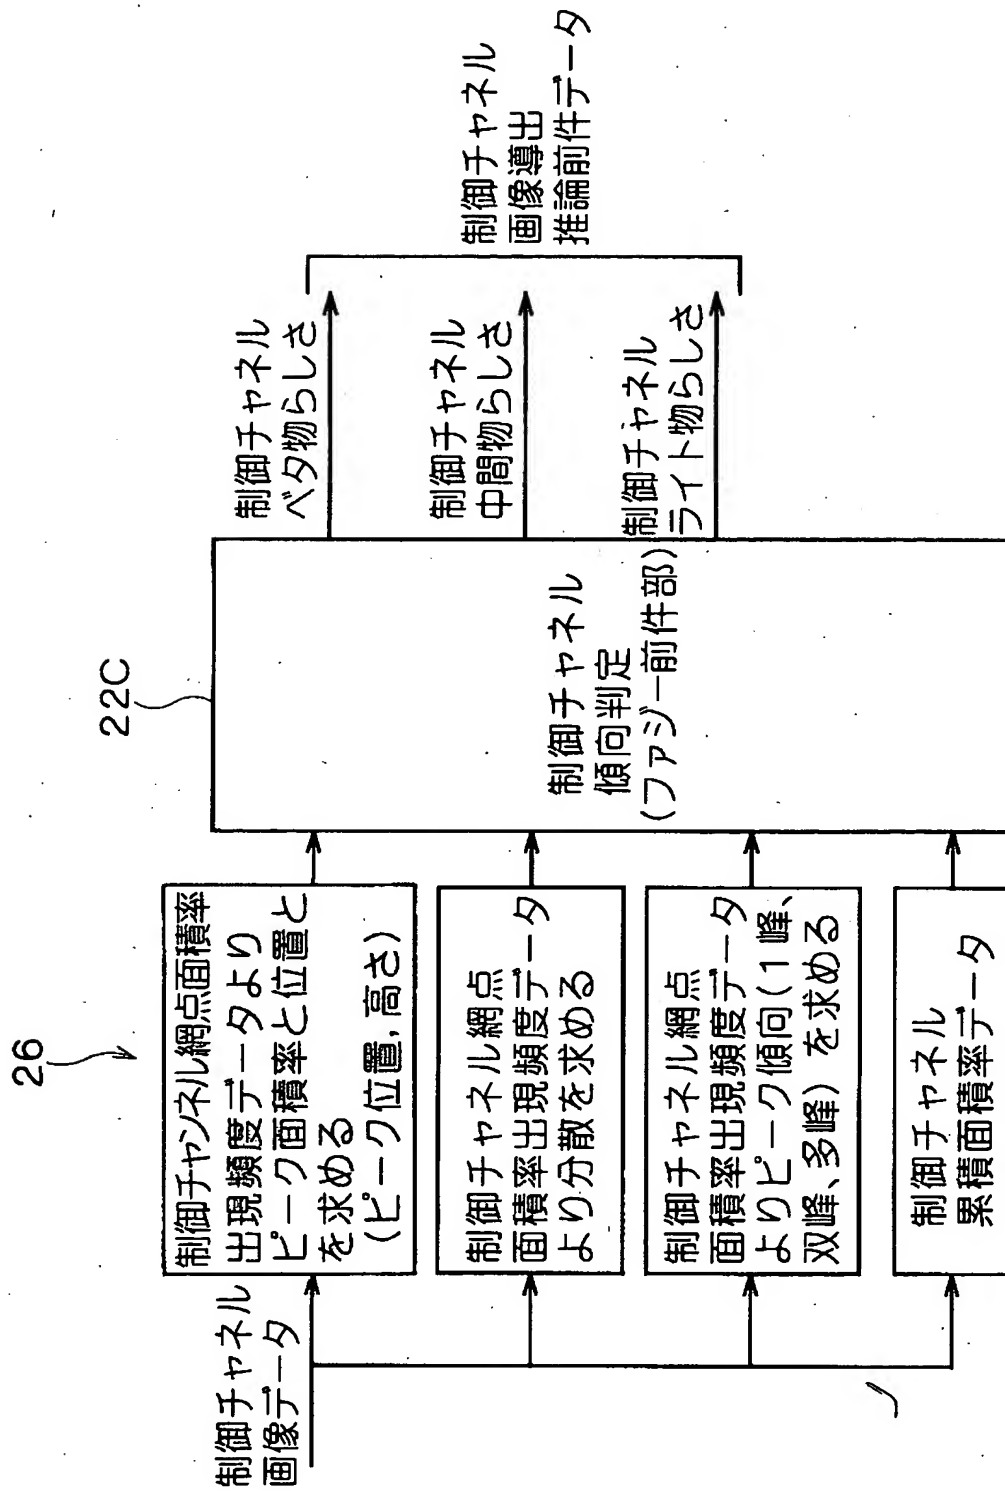 26
22C
制御チャネル
画像データ
制御チャンネル網点面積率
出現頻度データより
ピーク面積率と位置と
を求める
(ピーク位置,高さ)
制御チャネル網点
面積率出現頻度データ
より分散を求める
制御チャネル網点
面積率出現頻度データ
よりピーク傾向(1峰、
双峰、多峰)を求める
制御チャネル
累積面積率データ
制御チャネル
傾向判定
(ファジー前件部)
制御チャネル
ベタ物らしさ
制御チャネル
中間物らしさ
制御チャネル
ライト物らしさ
制御チャネル
画像導出
推論前件データ